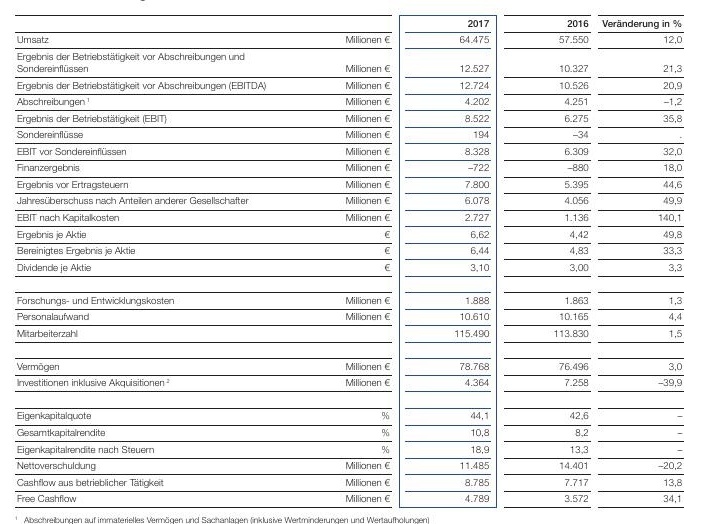 2017 2016 Veränderung in %
Umsatz Millionen € 64.475 57.550 12,0
Ergebnis der Betriebstätigkeit vor Abschreibungen und
Sondereinflüssen Millionen € 12.527 10.327 21,3
Ergebnis der Betriebstätigkeit vor Abschreibungen (EBITDA) Millionen € 12.724 10.526 20,9
Abschreibungen ¹ Millionen € 4.202 4.251 –1,2
Ergebnis der Betriebstätigkeit (EBIT) Millionen € 8.522 6.275 35,8
Sondereinflüsse Millionen € 194 –34 .
EBIT vor Sondereinflüssen Millionen € 8.328 6.309 32,0
Finanzergebnis Millionen € –722 –880 18,0
Ergebnis vor Ertragsteuern Millionen € 7.800 5.395 44,6
Jahresüberschuss nach Anteilen anderer Gesellschafter Millionen € 6.078 4.056 49,9
EBIT nach Kapitalkosten Millionen € 2.727 1.136 140,1
Ergebnis je Aktie € 6,62 4,42 49,8
Bereinigtes Ergebnis je Aktie € 6,44 4,83 33,3
Dividende je Aktie € 3,10 3,00 3,3
Forschungs- und Entwicklungskosten Millionen € 1.888 1.863 1,3
Personalaufwand Millionen € 10.610 10.165 4,4
Mitarbeiterzahl 115.490 113.830 1,5
Vermögen Millionen € 78.768 76.496 3,0
Investitionen inklusive Akquisitionen ² Millionen € 4.364 7.258 –39,9
Eigenkapitalquote % 44,1 42,6 –
Gesamtkapitalrendite % 10,8 8,2 –
Eigenkapitalrendite nach Steuern % 18,9 13,3 –
Nettoverschuldung Millionen € 11.485 14.401 –20,2
Cashflow aus betrieblicher Tätigkeit Millionen € 8.785 7.717 13,8
Free Cashflow Millionen € 4.789 3.572 34,1
¹ Abschreibungen auf immaterielles Vermögen und Sachanlagen (inklusive Wertminderungen und Wertaufholungen)